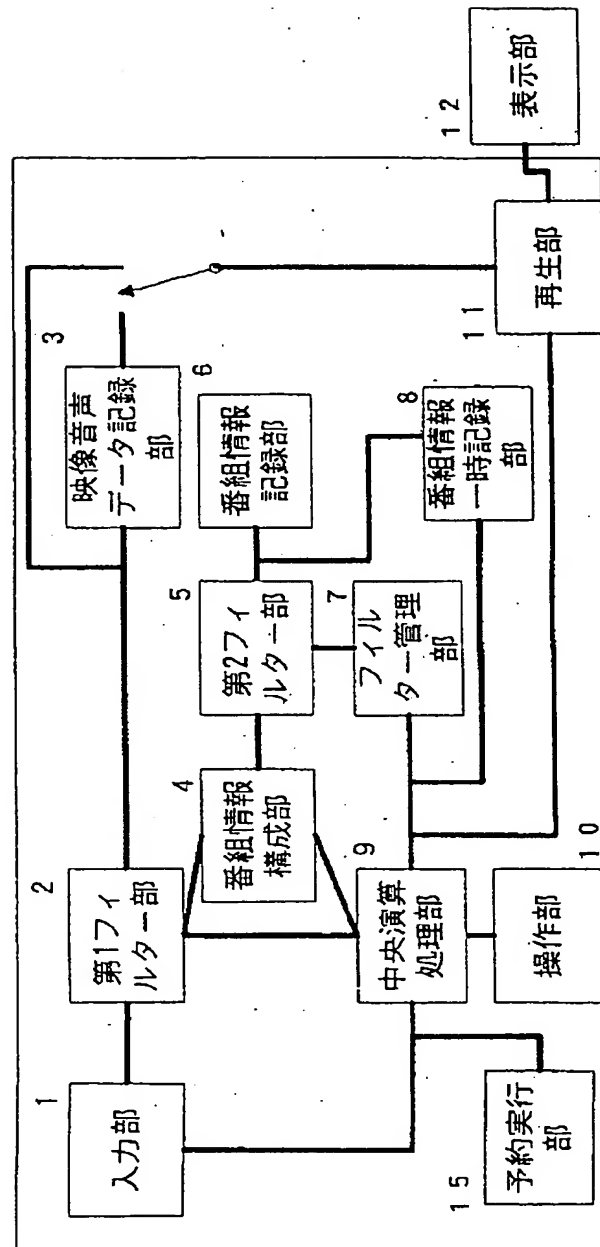 1
入力部
2
第1フィ
ルター部
3
映像音声
データ記録
部
4
番組情報
構成部
5
第2フィ
ルター部
6
番組情報
記録部
7
フィル
ター管理
部
8
番組情報
一時記録
部
9
中央演算
処理部
10
操作部
11
再生部
12
表示部
15
予約実行
部